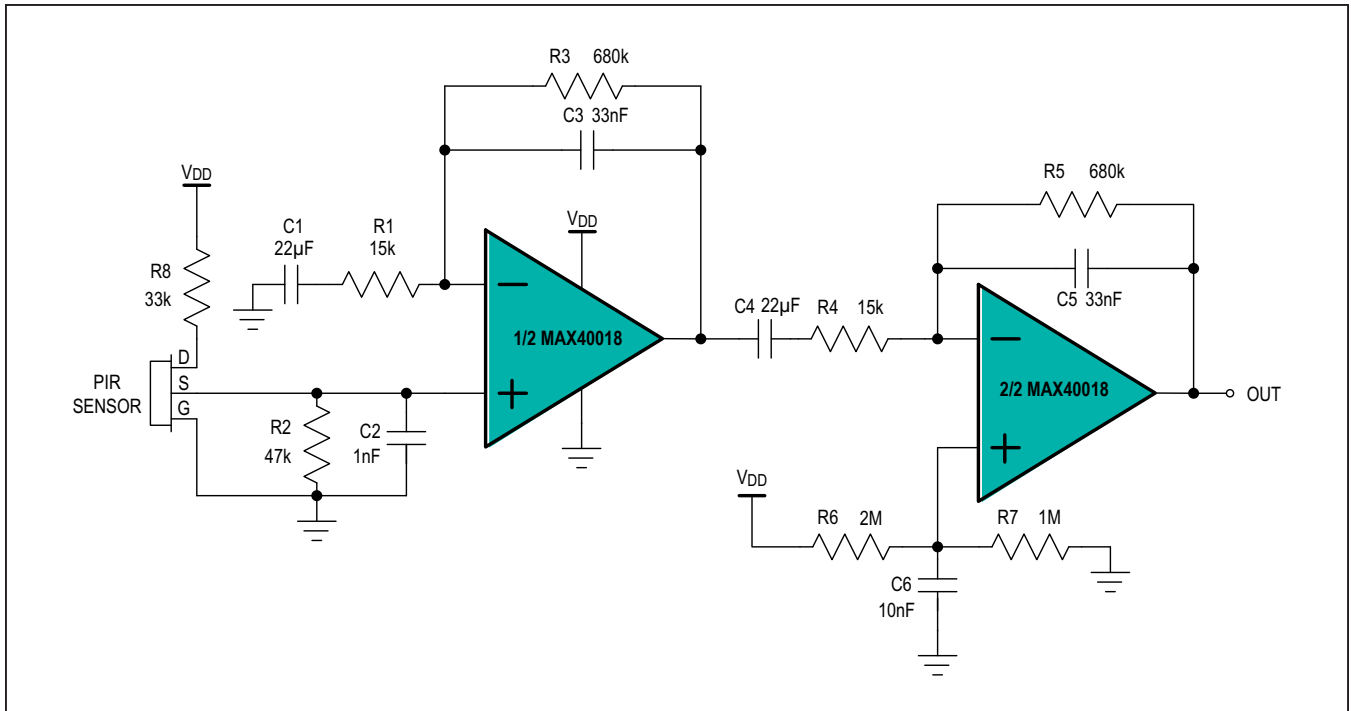 R3 680k
C3 33nF
VDD
R8
33k
C1
22µF
R1
15k
VDD
1/2 MAX40018
PIR
SENSOR
D
S
G
R2
47k
C2
1nF
C4 22µF
R4 15k
R5 680k
C5 33nF
2/2 MAX40018
OUT
VDD
R6 2M
R7 1M
C6
10nF